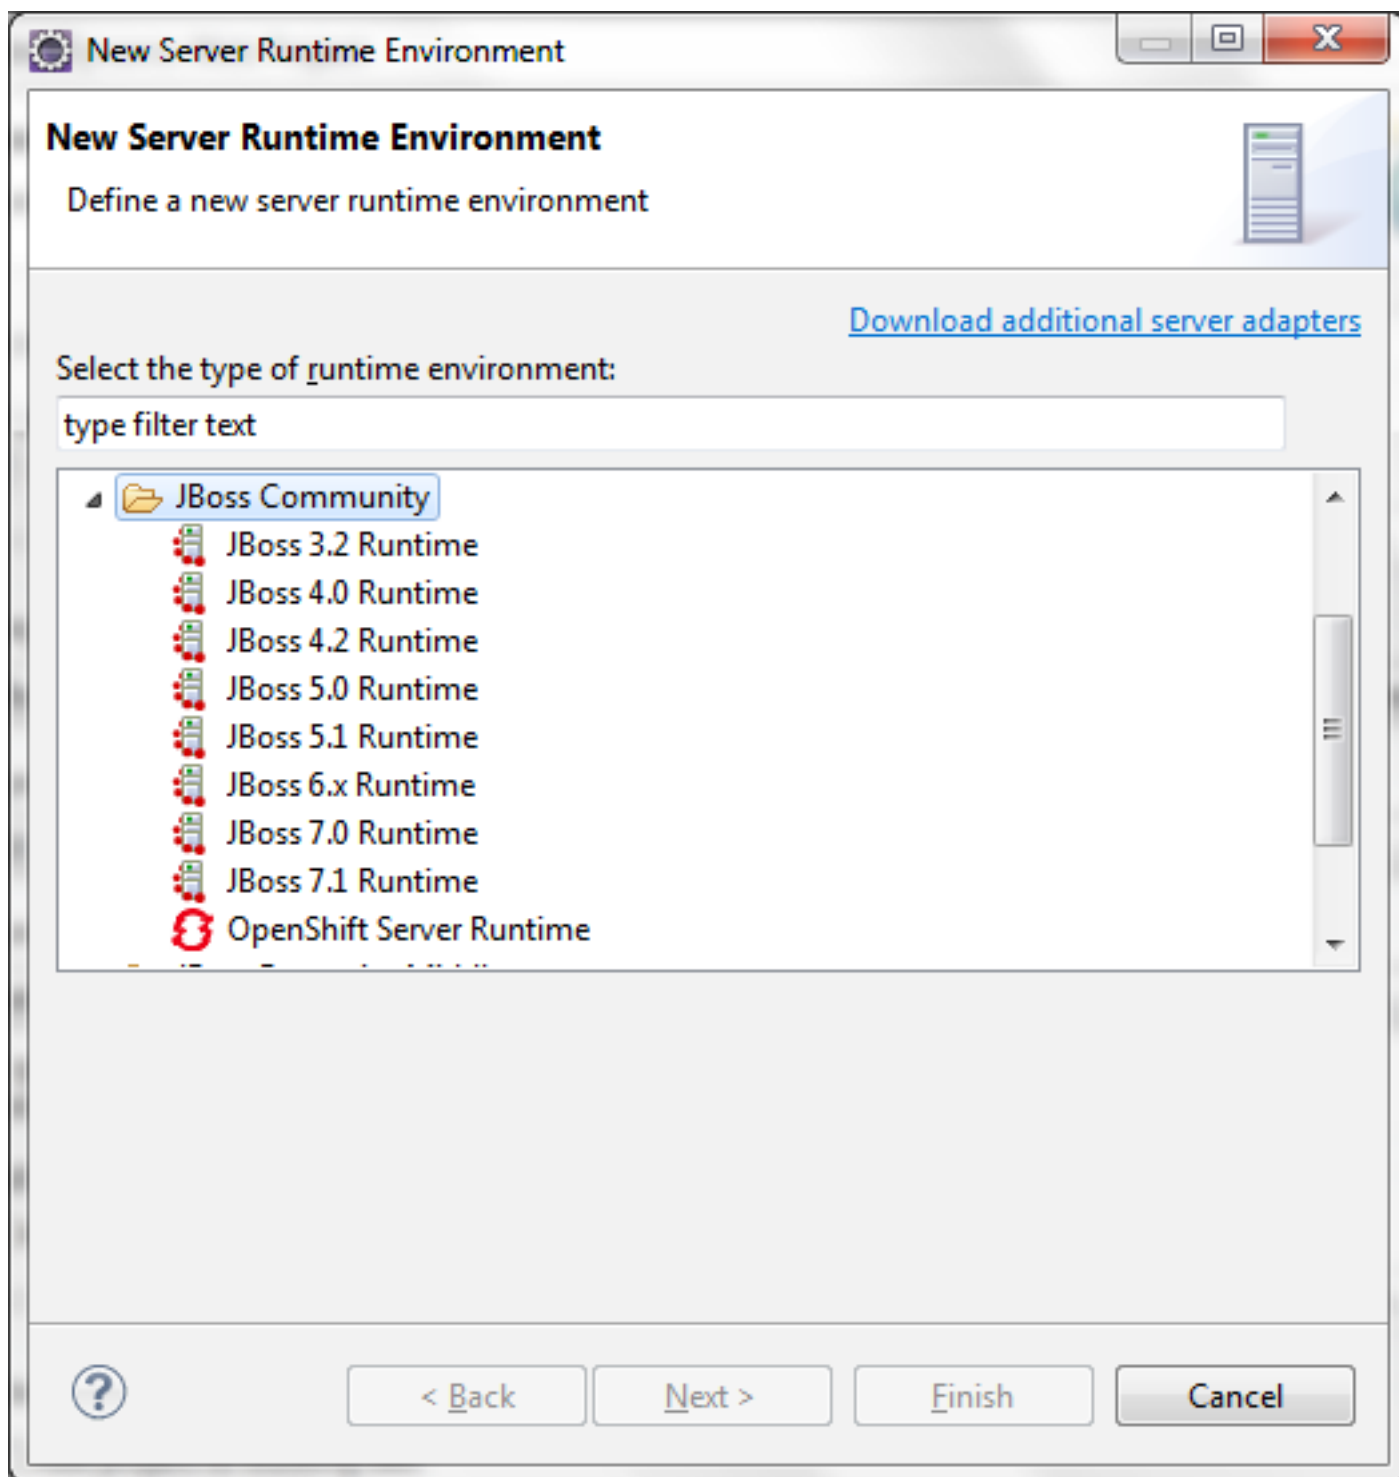 New Server Runtime Environment
New Server Runtime Environment
Define a new server runtime environment
Download additional server adapters
Select the type of runtime environment:
type filter text
JBoss Community
JBoss 3.2 Runtime
JBoss 4.0 Runtime
JBoss 4.2 Runtime
JBoss 5.0 Runtime
JBoss 5.1 Runtime
JBoss 6.x Runtime
JBoss 7.0 Runtime
JBoss 7.1 Runtime
OpenShift Server Runtime
< Back
Next >
Finish
Cancel